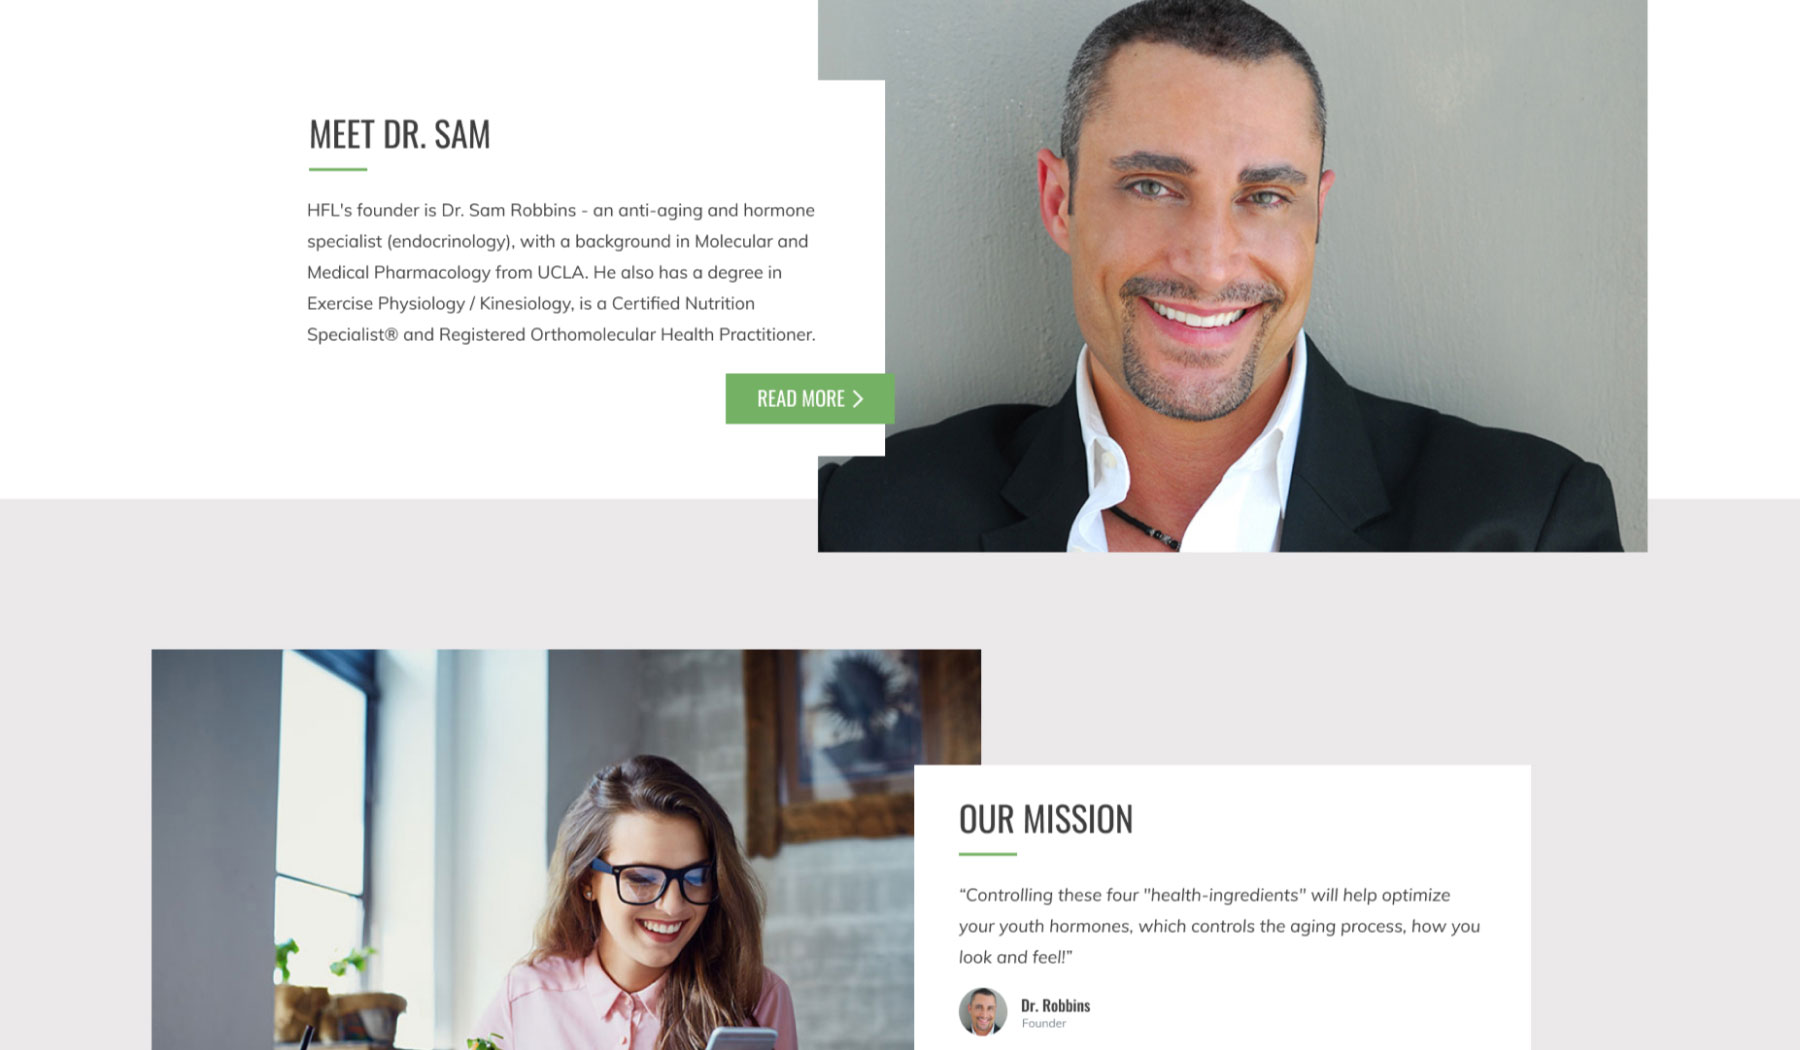 MEET DR. SAM
HFL's founder is Dr. Sam Robbins - an anti-aging and hormone
specialist (endocrinology), with a background in Molecular and
Medical Pharmacology from UCLA. He also has a degree in
Exercise Physiology / Kinesiology, is a Certified Nutrition
Specialist® and Registered Orthomolecular Health Practitioner.
READ MORE
OUR MISSION
“Controlling these four "health-ingredients" will help optimize
your youth hormones, which controls the aging process, how you
look and feel!”
Dr. Robbins
Founder